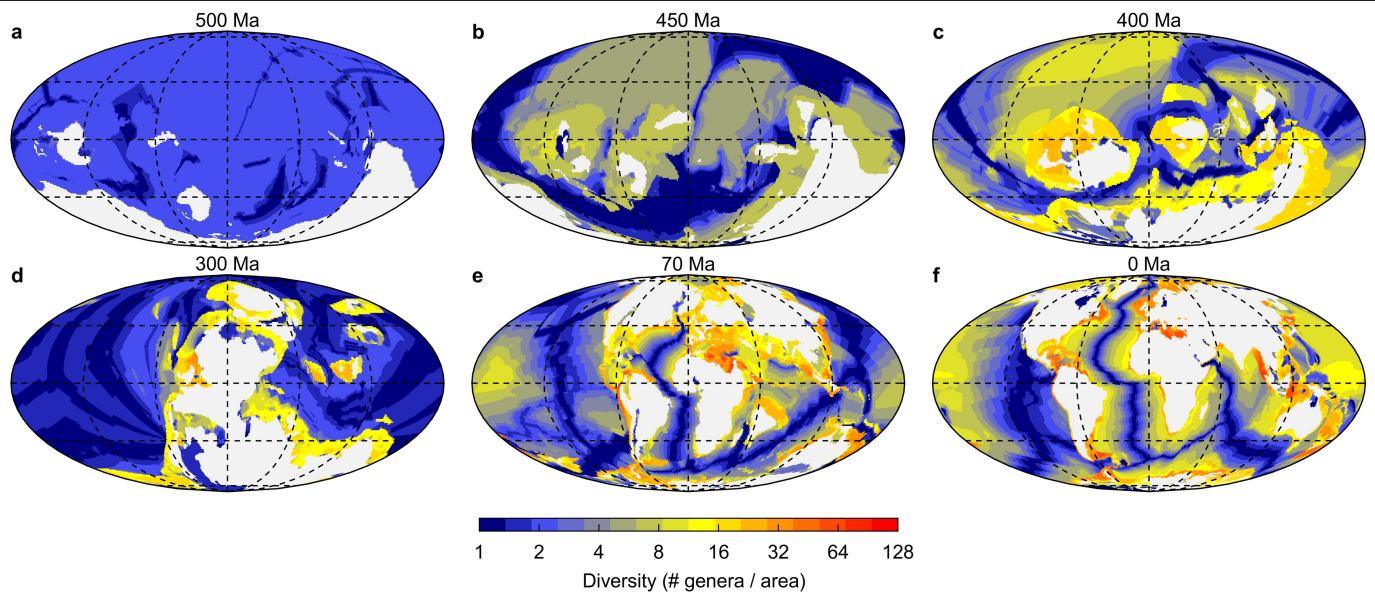 a 500 Ma
b 450 Ma
c 400 Ma
d 300 Ma
e 70 Ma
f 0 Ma
1 2 4 8 16 32 64 128
Diversity (# genera / area)